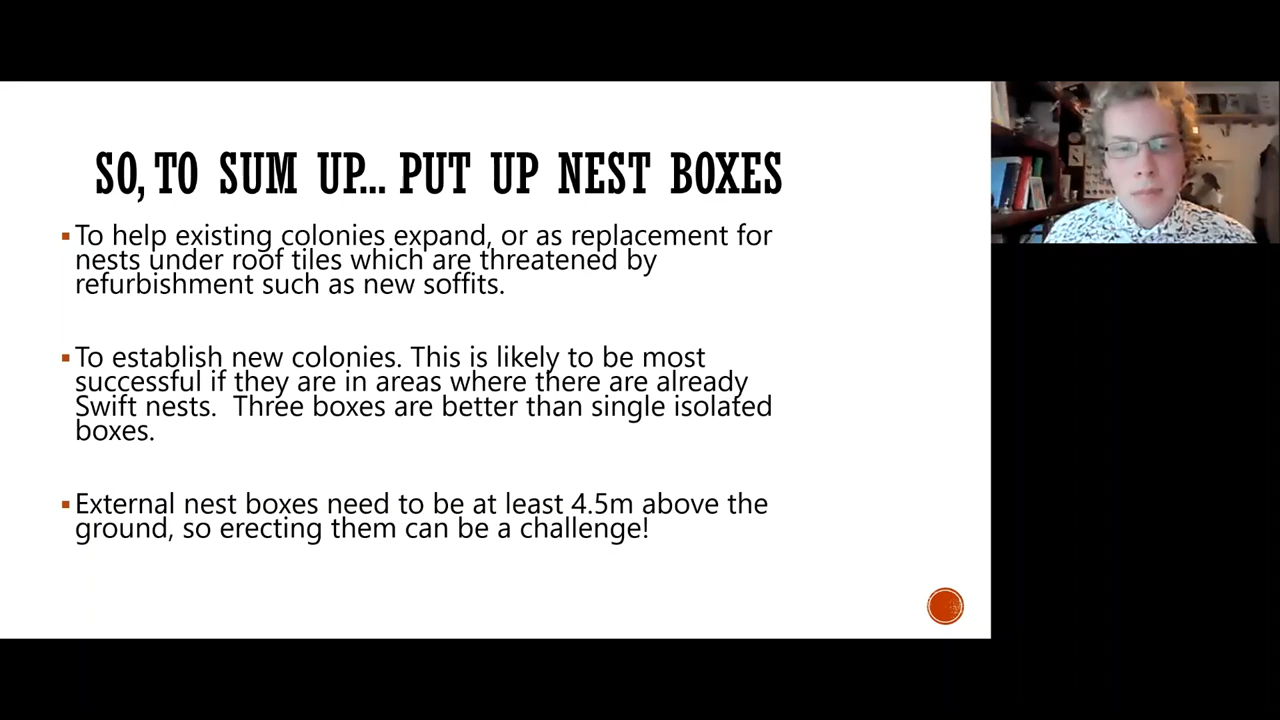 SO, TO SUM UP... PUT UP NEST BOXES
▪To help existing colonies expand, or as replacement for
nests under roof tiles which are threatened by
refurbishment such as new soffits.
▪To establish new colonies. This is likely to be most
successful if they are in areas where there are already
Swift nests.  Three boxes are better than single isolated
boxes.
▪External nest boxes need to be at least 4.5m above the
ground, so erecting them can be a challenge!